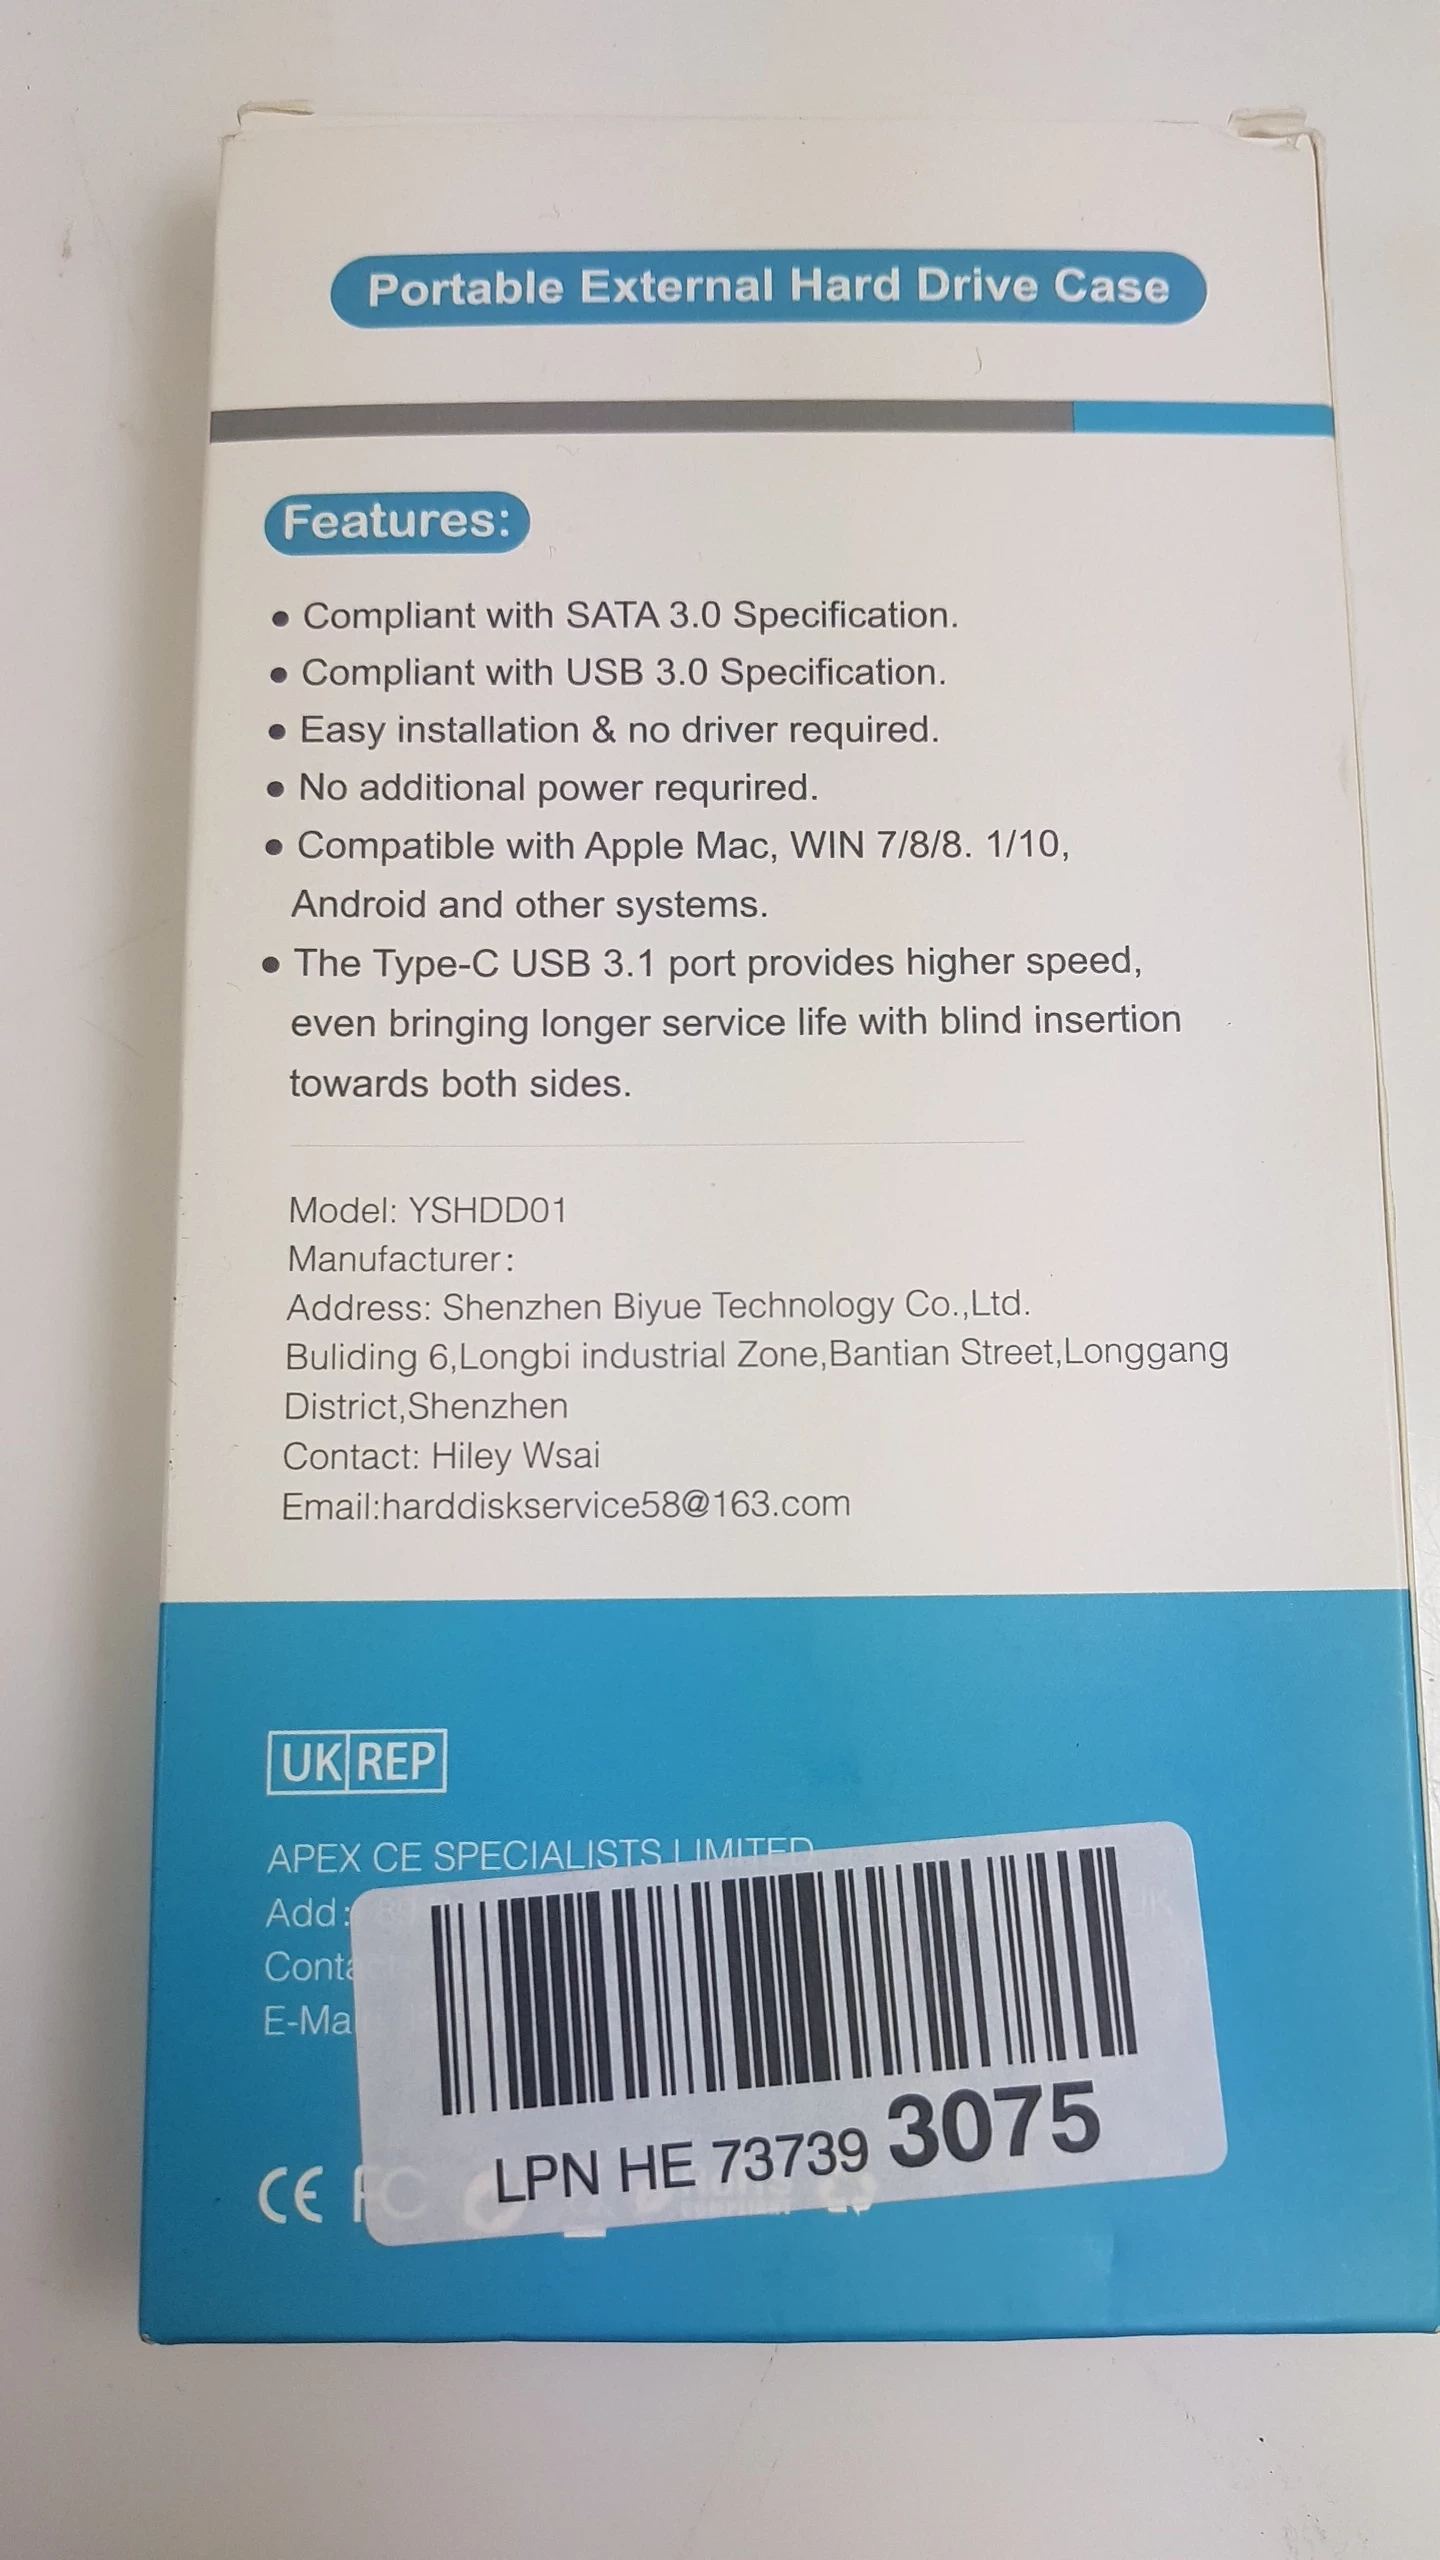 Portable External Hard Drive Case
Features:
• Compliant with SATA 3.0 Specification.
• Compliant with USB 3.0 Specification.
• Easy installation & no driver required.
• No additional power requrired.
• Compatible with Apple Mac, WIN 7/8/8. 1/10,
Android and other systems.
• The Type-C USB 3.1 port provides higher speed,
even bringing longer service life with blind insertion
towards both sides.
Model: YSHDD01
Manufacturer:
Address: Shenzhen Biyue Technology Co.,Ltd.
Buliding 6,Longbi industrial Zone,Bantian Street,Longgang
District,Shenzhen
Contact: Hiley Wsai
Email:harddiskservice58@163.com
UK REP
APEX CE SPECIALISTS LIMITED
Add:
UK
LPN HE 73739 3075
CE FC